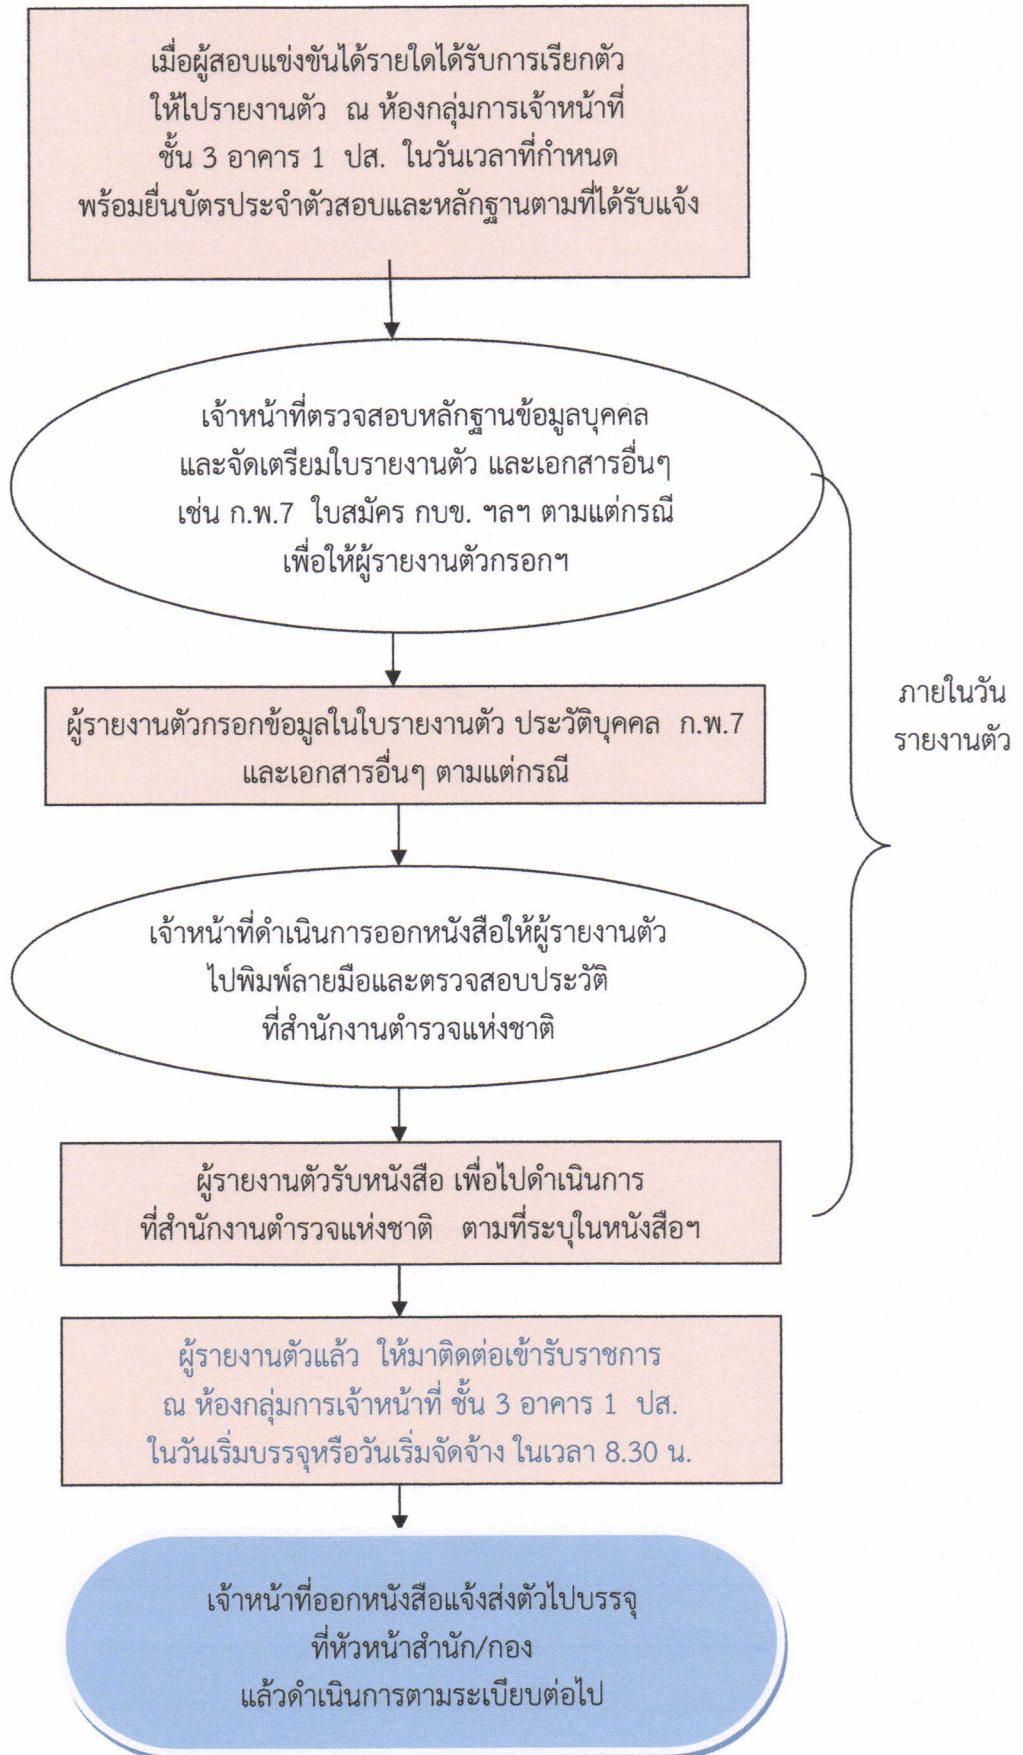 เมื่อผู้สอบแข่งขันได้รายใดได้รับการเรียกตัว
ให้ไปรายงานตัว ณ ห้องกลุ่มการเจ้าหน้าที่
ชั้น 3 อาคาร 1 ปส. ในวันเวลาที่กำหนด
พร้อมยื่นบัตรประจำตัวสอบและหลักฐานตามที่ได้รับแจ้ง
เจ้าหน้าที่ตรวจสอบหลักฐานข้อมูลบุคคล
และจัดเตรียมใบรายงานตัว และเอกสารอื่นๆ
เช่น ก.พ.7 ใบสมัคร กบข. ฯลฯ ตามแต่กรณี
เพื่อให้ผู้รายงานตัวกรอกฯ
ภายในวัน
รายงานตัว
ผู้รายงานตัวกรอกข้อมูลในใบรายงานตัว ประวัติบุคคล ก.พ.7
และเอกสารอื่นๆ ตามแต่กรณี
เจ้าหน้าที่ดำเนินการออกหนังสือให้ผู้รายงานตัว
ไปพิมพ์ลายมือและตรวจสอบประวัติ
ที่สำนักงานตำรวจแห่งชาติ
ผู้รายงานตัวรับหนังสือ เพื่อไปดำเนินการ
ที่สำนักงานตำรวจแห่งชาติ ตามที่ระบุในหนังสือฯ
ผู้รายงานตัวแล้ว ให้มาติดต่อเข้ารับราชการ
ณ ห้องกลุ่มการเจ้าหน้าที่ ชั้น 3 อาคาร 1 ปส.
ในวันเริ่มบรรจุหรือวันเริ่มจัดจ้าง ในเวลา 8.30 น.
เจ้าหน้าที่ออกหนังสือแจ้งส่งตัวไปบรรจุ
ที่หัวหน้าสำนัก/กอง
แล้วดำเนินการตามระเบียบต่อไป